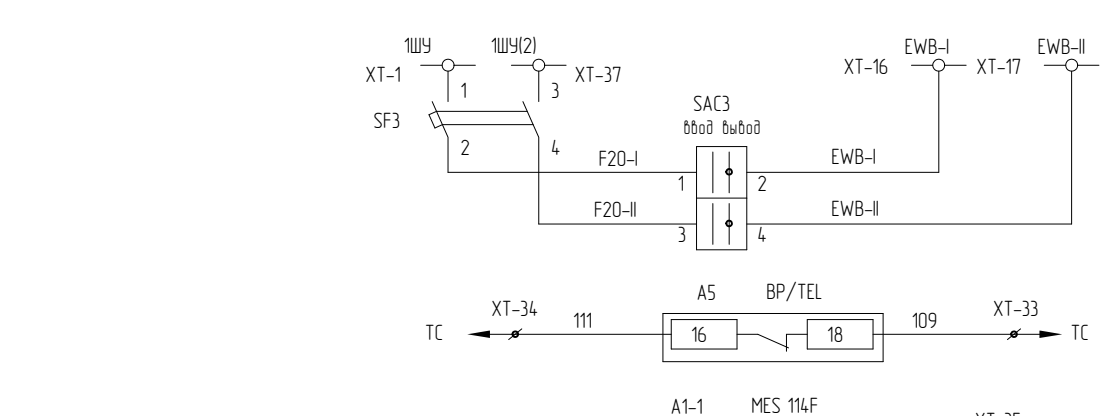 1ШУ 1ШУ(2) EWB-I EWB-II
XT-1 XT-37 XT-16 XT-17
1 3
SAC3
SF3 ввод вывод
2 4
F20-I EWB-I
1 2
F20-II EWB-II
3 4
A5 BP/TEL
XT-34 XT-33
TC 111 16 18 109 TC
A1-1 MES 114F